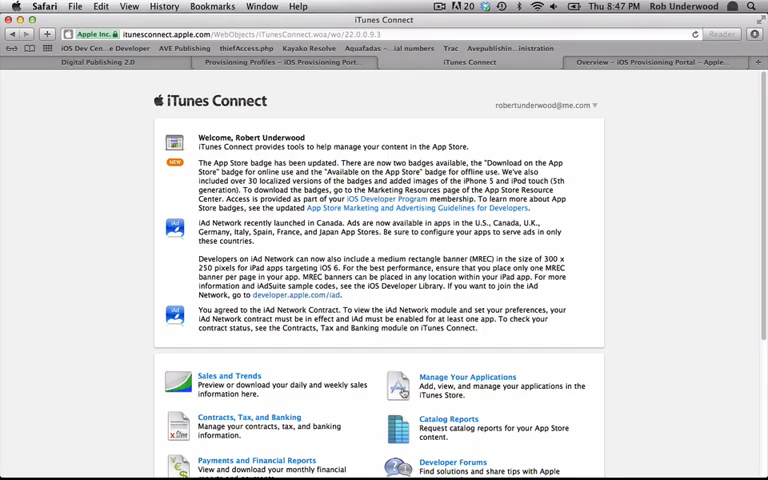 Safari File Edit View History Bookmarks Window Help
20
Thu 8:47 PM Rob Underwood
iTunes Connect
Apple Inc. itunesconnect.apple.com/WebObjects/iTunesConnect.woa/wo/22.0.0.9.3
Reader
iOS Dev Cen...e Developer AVE Publishing thiefAccess.php Kayako Resolve Aquafadas ...ial numbers Trac Avepublishin...inistration
Digital Publishing 2.0 Provisioning Profiles – iOS Provisioning Port... iTunes Connect Overview – iOS Provisioning Portal – Apple...
iTunes Connect
robertunderwood@me.com
Welcome, Robert Underwood
iTunes Connect provides tools to help manage your content in the App Store.
NEW
The App Store badge has been updated. There are now two badges available, the "Download on the App
Store" badge for online use and the "Available on the App Store" badge for offline use. We've also
included over 30 localized versions of the badges and added images of the iPhone 5 and iPod touch (5th
generation). To download the badges, go to the Marketing Resources page of the App Store Resource
Center. Access is provided as part of your iOS Developer Program membership. To learn more about App
Store badges, see the updated App Store Marketing and Advertising Guidelines for Developers.
iAd Network recently launched in Canada. Ads are now available in apps in the U.S., Canada, U.K.,
Germany, Italy, Spain, France, and Japan App Stores. Be sure to configure your apps to serve ads in only
these countries.
Developers on iAd Network can now also include a medium rectangle banner (MREC) in the size of 300 x
250 pixels for iPad apps targeting iOS 6. For the best performance, ensure that you place only one MREC
banner per page in your app. MREC banners can be placed in any location within your iPad app. For more
information and iAdSuite sample codes, see the iOS Developer Library. If you want to join the iAd
Network, go to developer.apple.com/iad.
You agreed to the iAd Network Contract. To view the iAd Network module and set your preferences, your
iAd Network contract must be in effect and iAd must be enabled for at least one app. To check your
contract status, see the Contracts, Tax and Banking module on iTunes Connect.
Sales and Trends
Preview or download your daily and weekly sales
information here.
Manage Your Applications
Add, view, and manage your applications in the
iTunes Store.
Contracts, Tax, and Banking
Manage your contracts, tax, and banking
information.
Catalog Reports
Request catalog reports for your App Store
content.
Payments and Financial Reports
View and download your monthly financial
Developer Forums
Find solutions and share tips with Apple